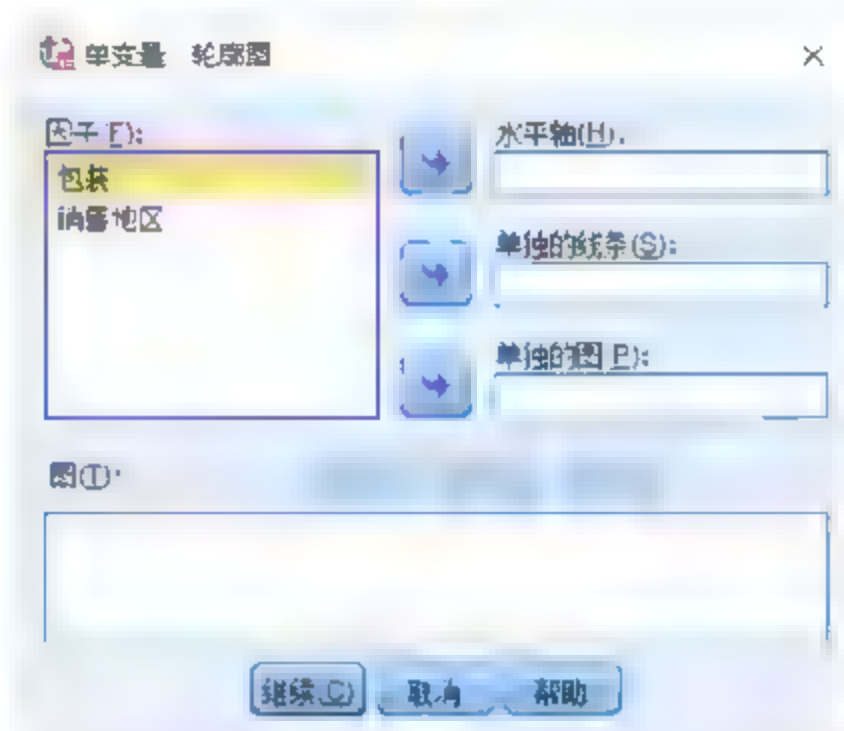 单变量 轮廓图
因子(F):
包装
销售地区
水平轴(H):
单独的线条(S):
单独的图(P):
图(T):
继续(C) 取消 帮助